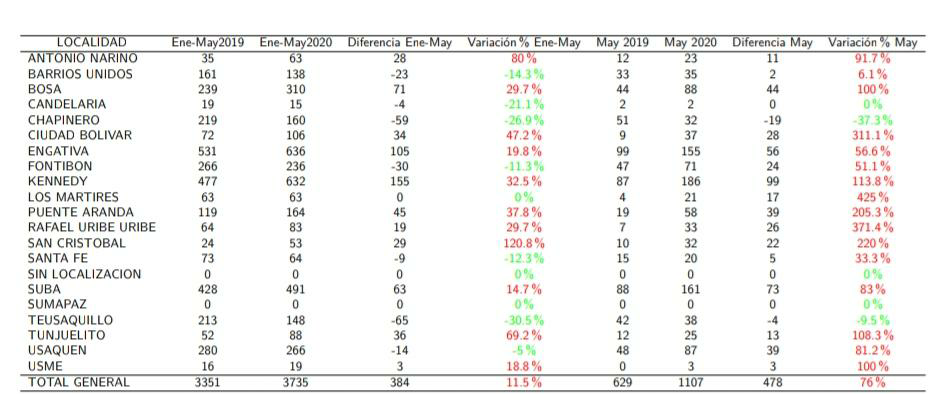 LOCALIDAD Ene-May2019 Ene-May2020 Diferencia Ene-May Variación % Ene-May May 2019 May 2020 Diferencia May Variación % May
ANTONIO NARINO 35 63 28 80 % 12 23 11 91.7 %
BARRIOS UNIDOS 161 138 -23 -14.3 % 33 35 2 6.1 %
BOSA 239 310 71 29.7 % 44 88 44 100 %
CANDELARIA 19 15 -4 -21.1 % 2 2 0 0 %
CHAPINERO 219 160 -59 -26.9 % 51 32 -19 -37.3 %
CIUDAD BOLIVAR 72 106 34 47.2 % 9 37 28 311.1 %
ENGATIVA 531 636 105 19.8 % 99 155 56 56.6 %
FONTIBON 266 236 -30 -11.3 % 47 71 24 51.1 %
KENNEDY 477 632 155 32.5 % 87 186 99 113.8 %
LOS MARTIRES 63 63 0 0 % 4 21 17 425 %
PUENTE ARANDA 119 164 45 37.8 % 19 58 39 205.3 %
RAFAEL URIBE URIBE 64 83 19 29.7 % 7 33 26 371.4 %
SAN CRISTOBAL 24 53 29 120.8 % 10 32 22 220 %
SANTA FE 73 64 -9 -12.3 % 15 20 5 33.3 %
SIN LOCALIZACION 0 0 0 0 % 0 0 0 0 %
SUBA 428 491 63 14.7 % 88 161 73 83 %
SUMAPAZ 0 0 0 0 % 0 0 0 0 %
TEUSAQUILLO 213 148 -65 -30.5 % 42 38 -4 -9.5 %
TUNJUELITO 52 88 36 69.2 % 12 25 13 108.3 %
USAQUEN 280 266 -14 -5 % 48 87 39 81.2 %
USME 16 19 3 18.8 % 0 3 3 100 %
TOTAL GENERAL 3351 3735 384 11.5 % 629 1107 478 76 %